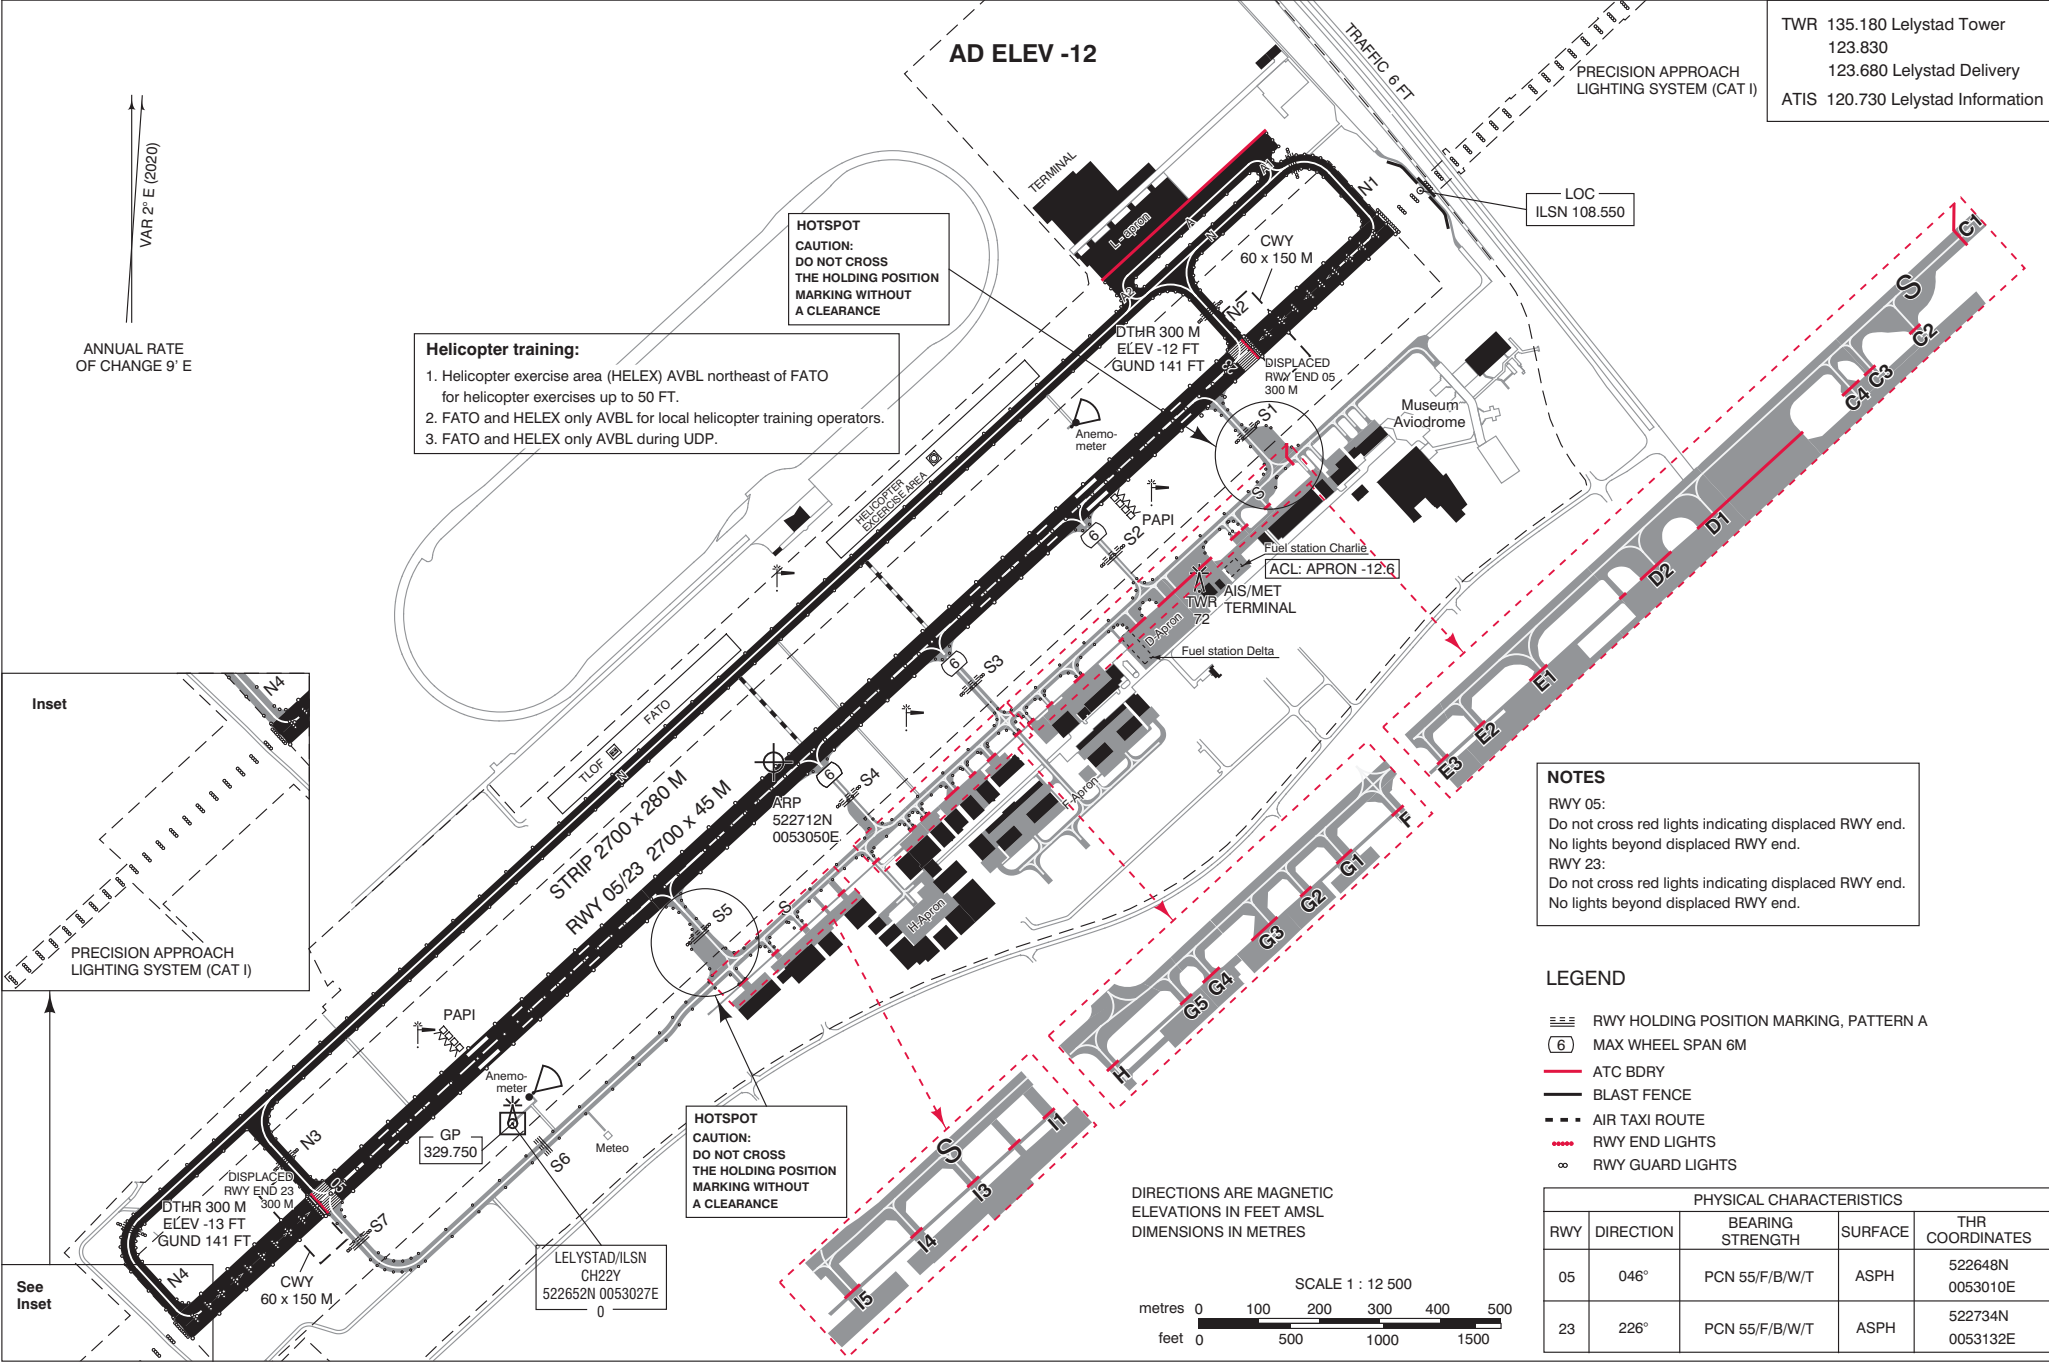 AD ELEV -12
TWR 135.180 Lelystad Tower
123.830
123.680 Lelystad Delivery
ATIS 120.730 Lelystad Information
TRAFFIC 6 FT
PRECISION APPROACH
LIGHTING SYSTEM (CAT I)
VAR 2° E (2020)
ANNUAL RATE
OF CHANGE 9' E
TERMINAL
L - apron
A1
A
N
A2
N1
N2
LOC
ILSN 108.550
HOTSPOT
CAUTION:
DO NOT CROSS
THE HOLDING POSITION
MARKING WITHOUT
A CLEARANCE
CWY
60 x 150 M
DTHR 300 M
ELEV -12 FT
GUND 141 FT
23
DISPLACED
RWY END 05
300 M
Helicopter training:
1. Helicopter exercise area (HELEX) AVBL northeast of FATO
for helicopter exercises up to 50 FT.
2. FATO and HELEX only AVBL for local helicopter training operators.
3. FATO and HELEX only AVBL during UDP.
Anemo-
meter
HELICOPTER
EXCERCISE AREA
S1
S
Museum
Aviodrome
PAPI
6
S2
Fuel station Charlie
ACL: APRON -12.6
AIS/MET
TERMINAL
TWR
72
D-Apron
Fuel station Delta
6
S3
FATO
TLOF
N
STRIP 2700 x 280 M
RWY 05/23 2700 x 45 M
ARP
522712N
0053050E
6
S4
F-Apron
H-Apron
S
S5
Inset
N4
PRECISION APPROACH
LIGHTING SYSTEM (CAT I)
PAPI
Anemo-
meter
GP
329.750
Meteo
S6
N3
DISPLACED
RWY END 23
300 M
05
DTHR 300 M
ELEV -13 FT
GUND 141 FT
S7
N4
CWY
60 x 150 M
See
Inset
LELYSTAD/ILSN
CH22Y
522652N 0053027E
0
HOTSPOT
CAUTION:
DO NOT CROSS
THE HOLDING POSITION
MARKING WITHOUT
A CLEARANCE
C1
S
C2
C3
C4
D1
D2
E1
E2
E3
F
G1
G2
G3
G4
G5
H
S
I1
I3
I4
I5
NOTES
RWY 05:
Do not cross red lights indicating displaced RWY end.
No lights beyond displaced RWY end.
RWY 23:
Do not cross red lights indicating displaced RWY end.
No lights beyond displaced RWY end.
LEGEND
RWY HOLDING POSITION MARKING, PATTERN A
6 MAX WHEEL SPAN 6M
ATC BDRY
BLAST FENCE
AIR TAXI ROUTE
RWY END LIGHTS
RWY GUARD LIGHTS
DIRECTIONS ARE MAGNETIC
ELEVATIONS IN FEET AMSL
DIMENSIONS IN METRES
SCALE 1 : 12 500
metres 0 100 200 300 400 500
feet 0 500 1000 1500
PHYSICAL CHARACTERISTICS
RWY DIRECTION BEARING STRENGTH SURFACE THR COORDINATES
05 046° PCN 55/F/B/W/T ASPH 522648N 0053010E
23 226° PCN 55/F/B/W/T ASPH 522734N 0053132E